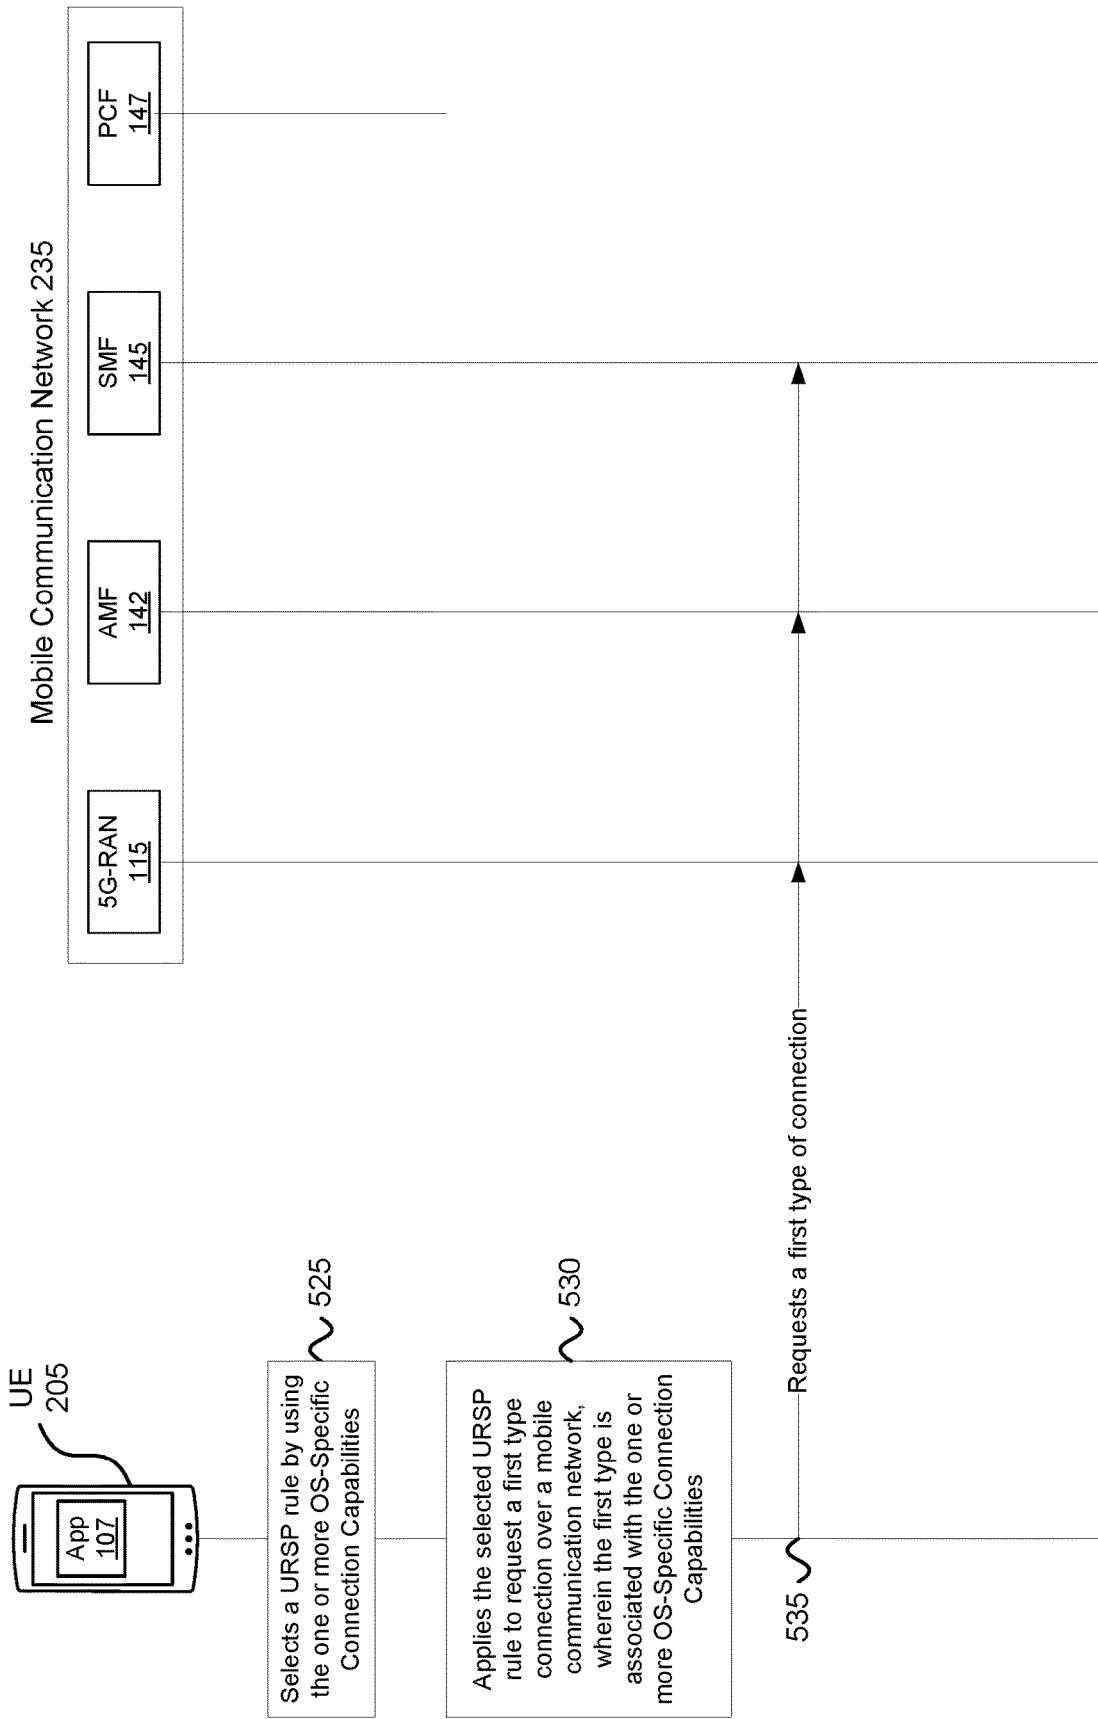 Mobile Communication Network 235
UE
205
App
107
5G-RAN
115
AMF
142
SMF
145
PCF
147
Selects a URSP rule by using
the one or more OS-Specific
Connection Capabilities
525
Applies the selected URSP
rule to request a first type
connection over a mobile
communication network,
wherein the first type is
associated with the one or
more OS-Specific Connection
Capabilities
530
535
Requests a first type of connection